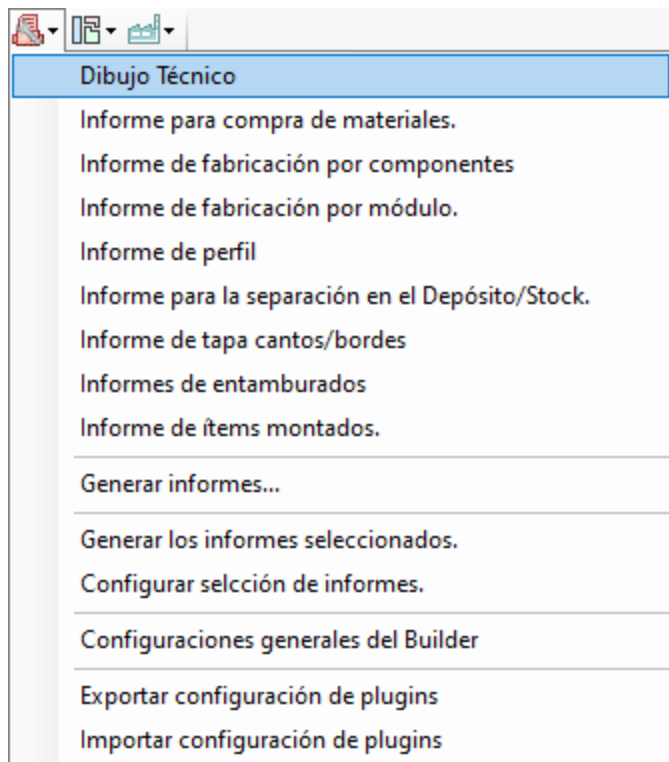 Dibujo Técnico
Informe para compra de materiales.
Informe de fabricación por componentes
Informe de fabricación por módulo.
Informe de perfil
Informe para la separación en el Depósito/Stock.
Informe de tapa cantos/bordes
Informes de entamburados
Informe de ítems montados.
Generar informes...
Generar los informes seleccionados.
Configurar selcción de informes.
Configuraciones generales del Builder
Exportar configuración de plugins
Importar configuración de plugins